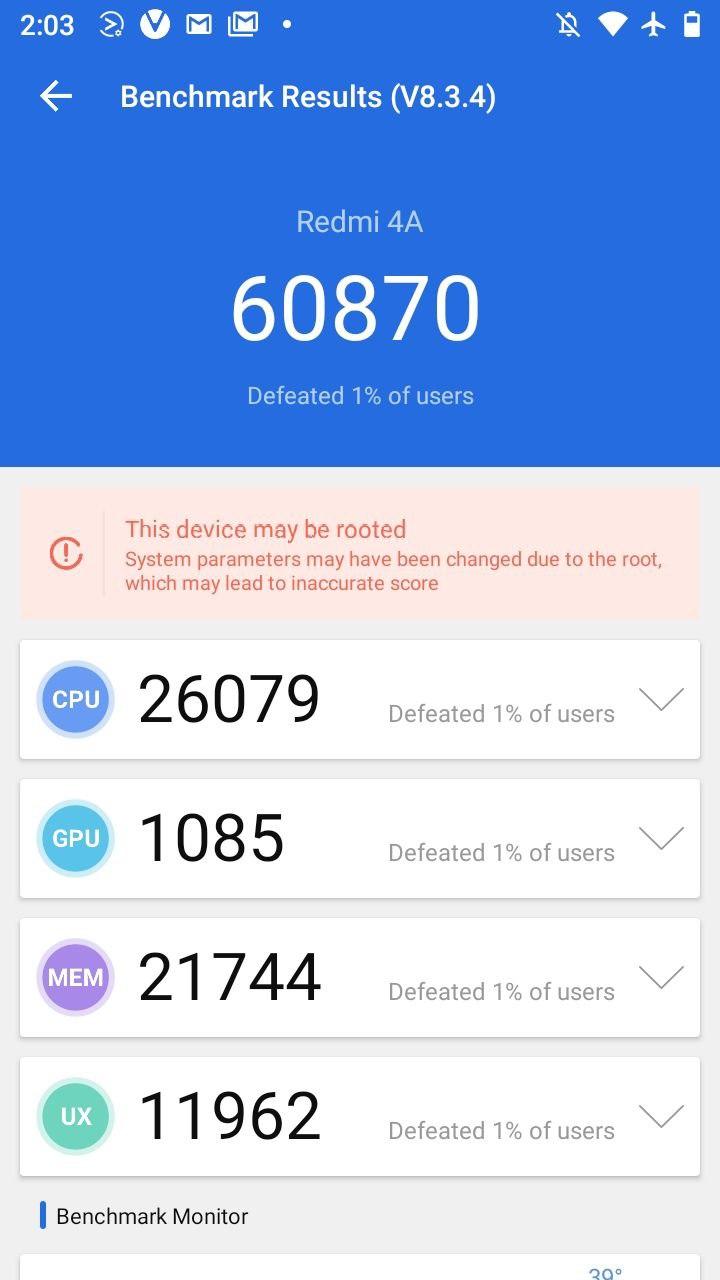 2:03
Benchmark Results (V8.3.4)
Redmi 4A
60870
Defeated 1% of users
This device may be rooted
System parameters may have been changed due to the root,
which may lead to inaccurate score
CPU 26079 Defeated 1% of users
GPU 1085 Defeated 1% of users
MEM 21744 Defeated 1% of users
UX 11962 Defeated 1% of users
Benchmark Monitor
39°